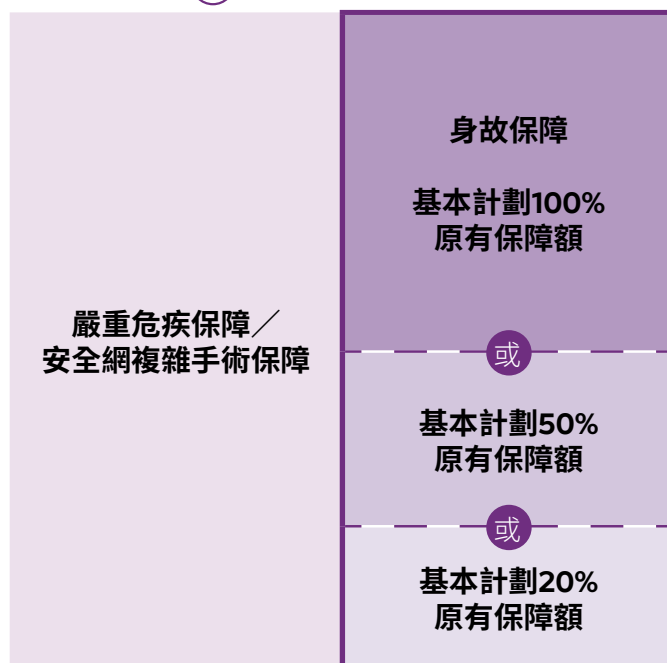 嚴重危疾保障／
安全網複雜手術保障
身故保障
基本計劃100%
原有保障額
或
基本計劃50%
原有保障額
或
基本計劃20%
原有保障額